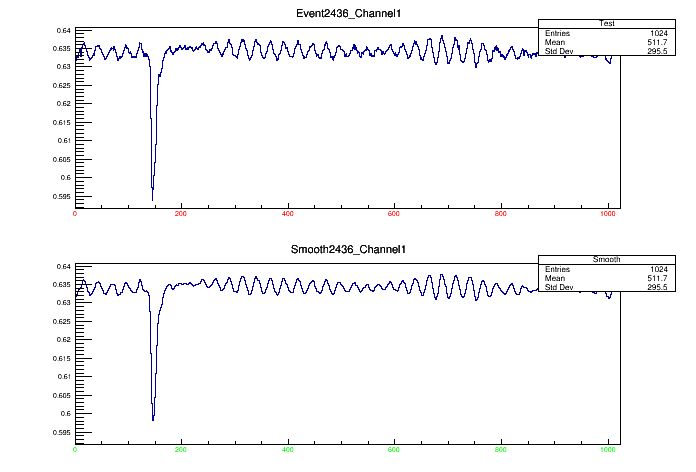 Event2436_Channel1
Test
Entries 1024
Mean 511.7
Std Dev 295.5
0.64
0.635
0.63
0.625
0.62
0.615
0.61
0.605
0.6
0.595
0 200 400 600 800 1000
Smooth2436_Channel1
Smooth
Entries 1024
Mean 511.7
Std Dev 295.5
0.64
0.635
0.63
0.625
0.62
0.615
0.61
0.605
0.6
0.595
0 200 400 600 800 1000